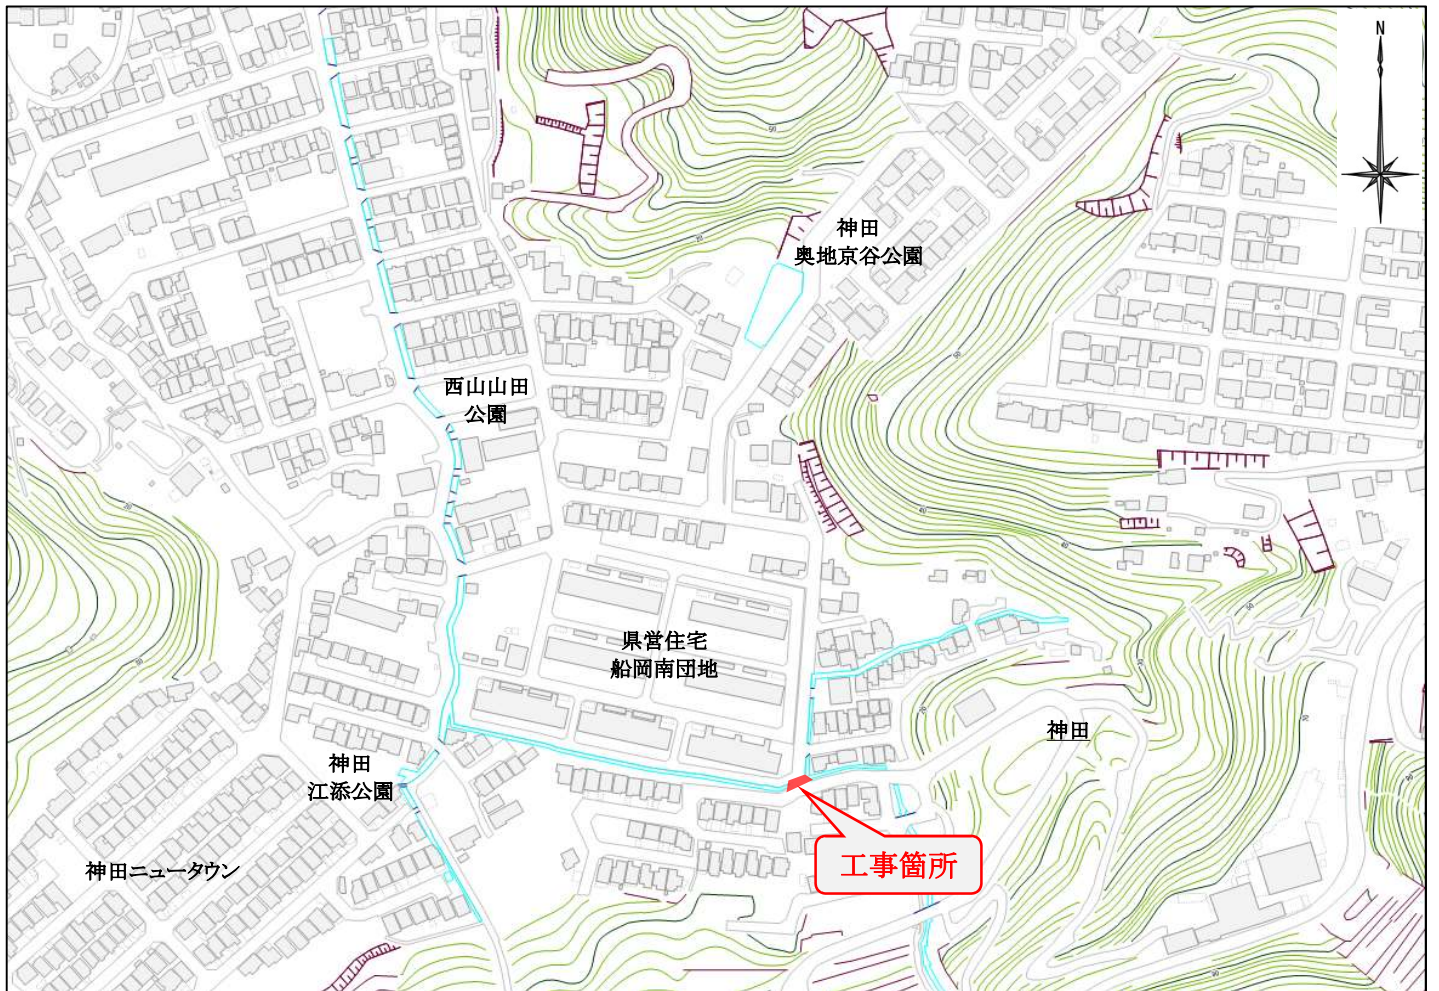 N
神田
奥地京谷公園
西山山田
公園
県営住宅
船岡南団地
神田
神田
江添公園
工事箇所
神田ニュータウン